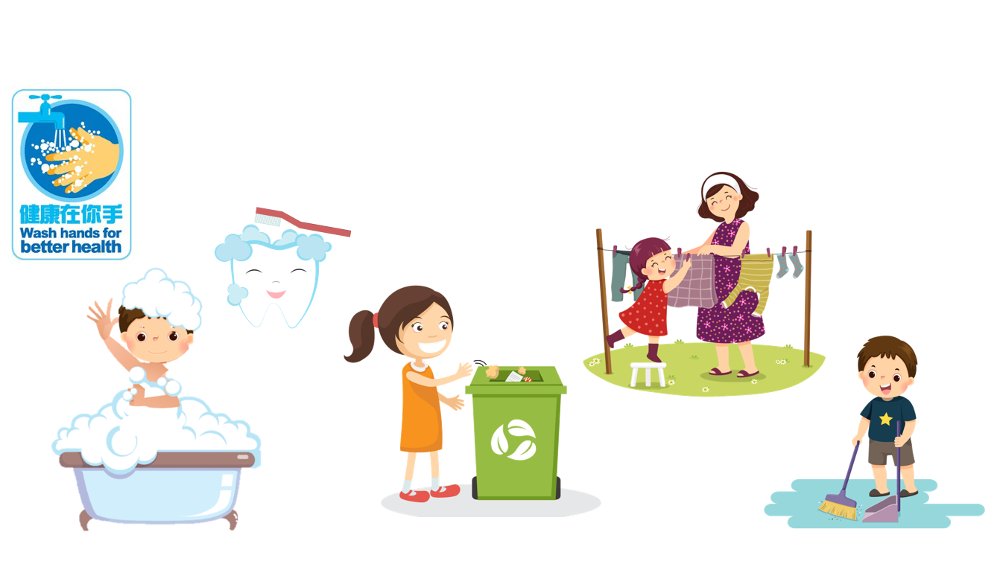 健康在你手
Wash hands for
better health